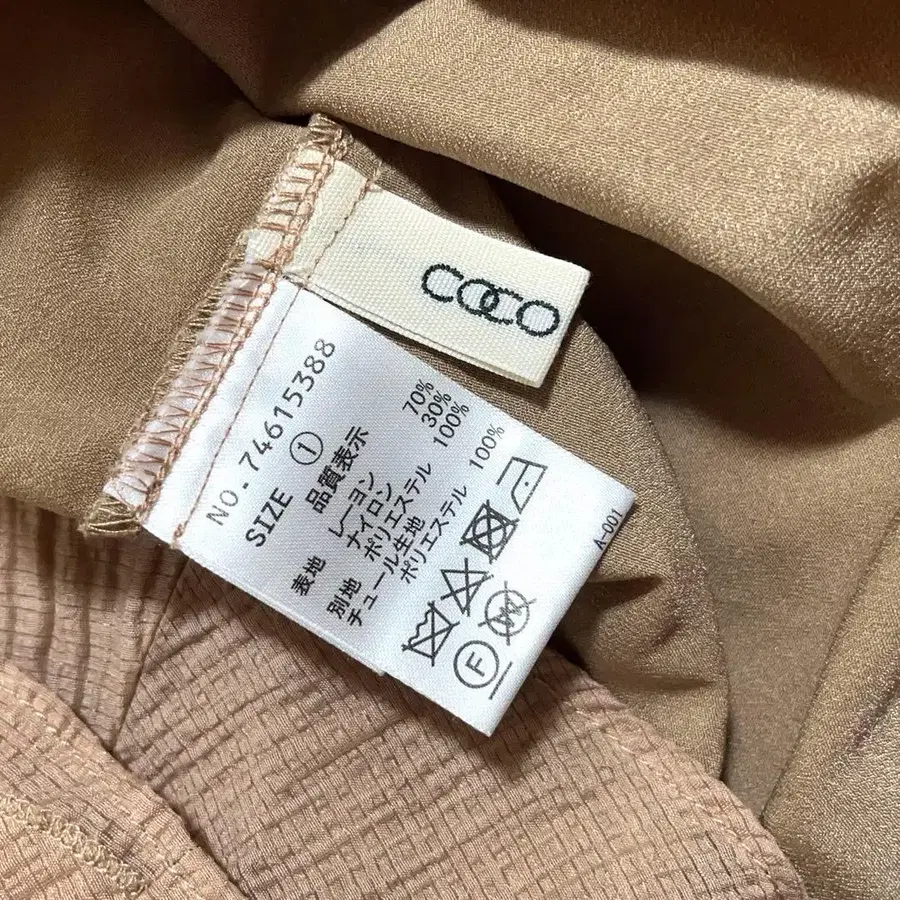 COCO
NO.74615388
SIZE ①
品質表示
表地 レーヨン 70%
ナイロン 30%
別地 ポリエステル 100%
チュール生地
ポリエステル 100%
F
W
A-001